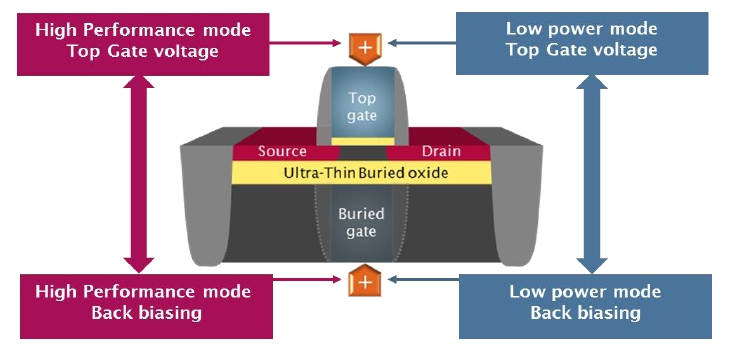 High Performance mode
Top Gate voltage
+
Low power mode
Top Gate voltage
Top
gate
Source
Drain
Ultra-Thin Buried oxide
Buried
gate
High Performance mode
Back biasing
+
Low power mode
Back biasing